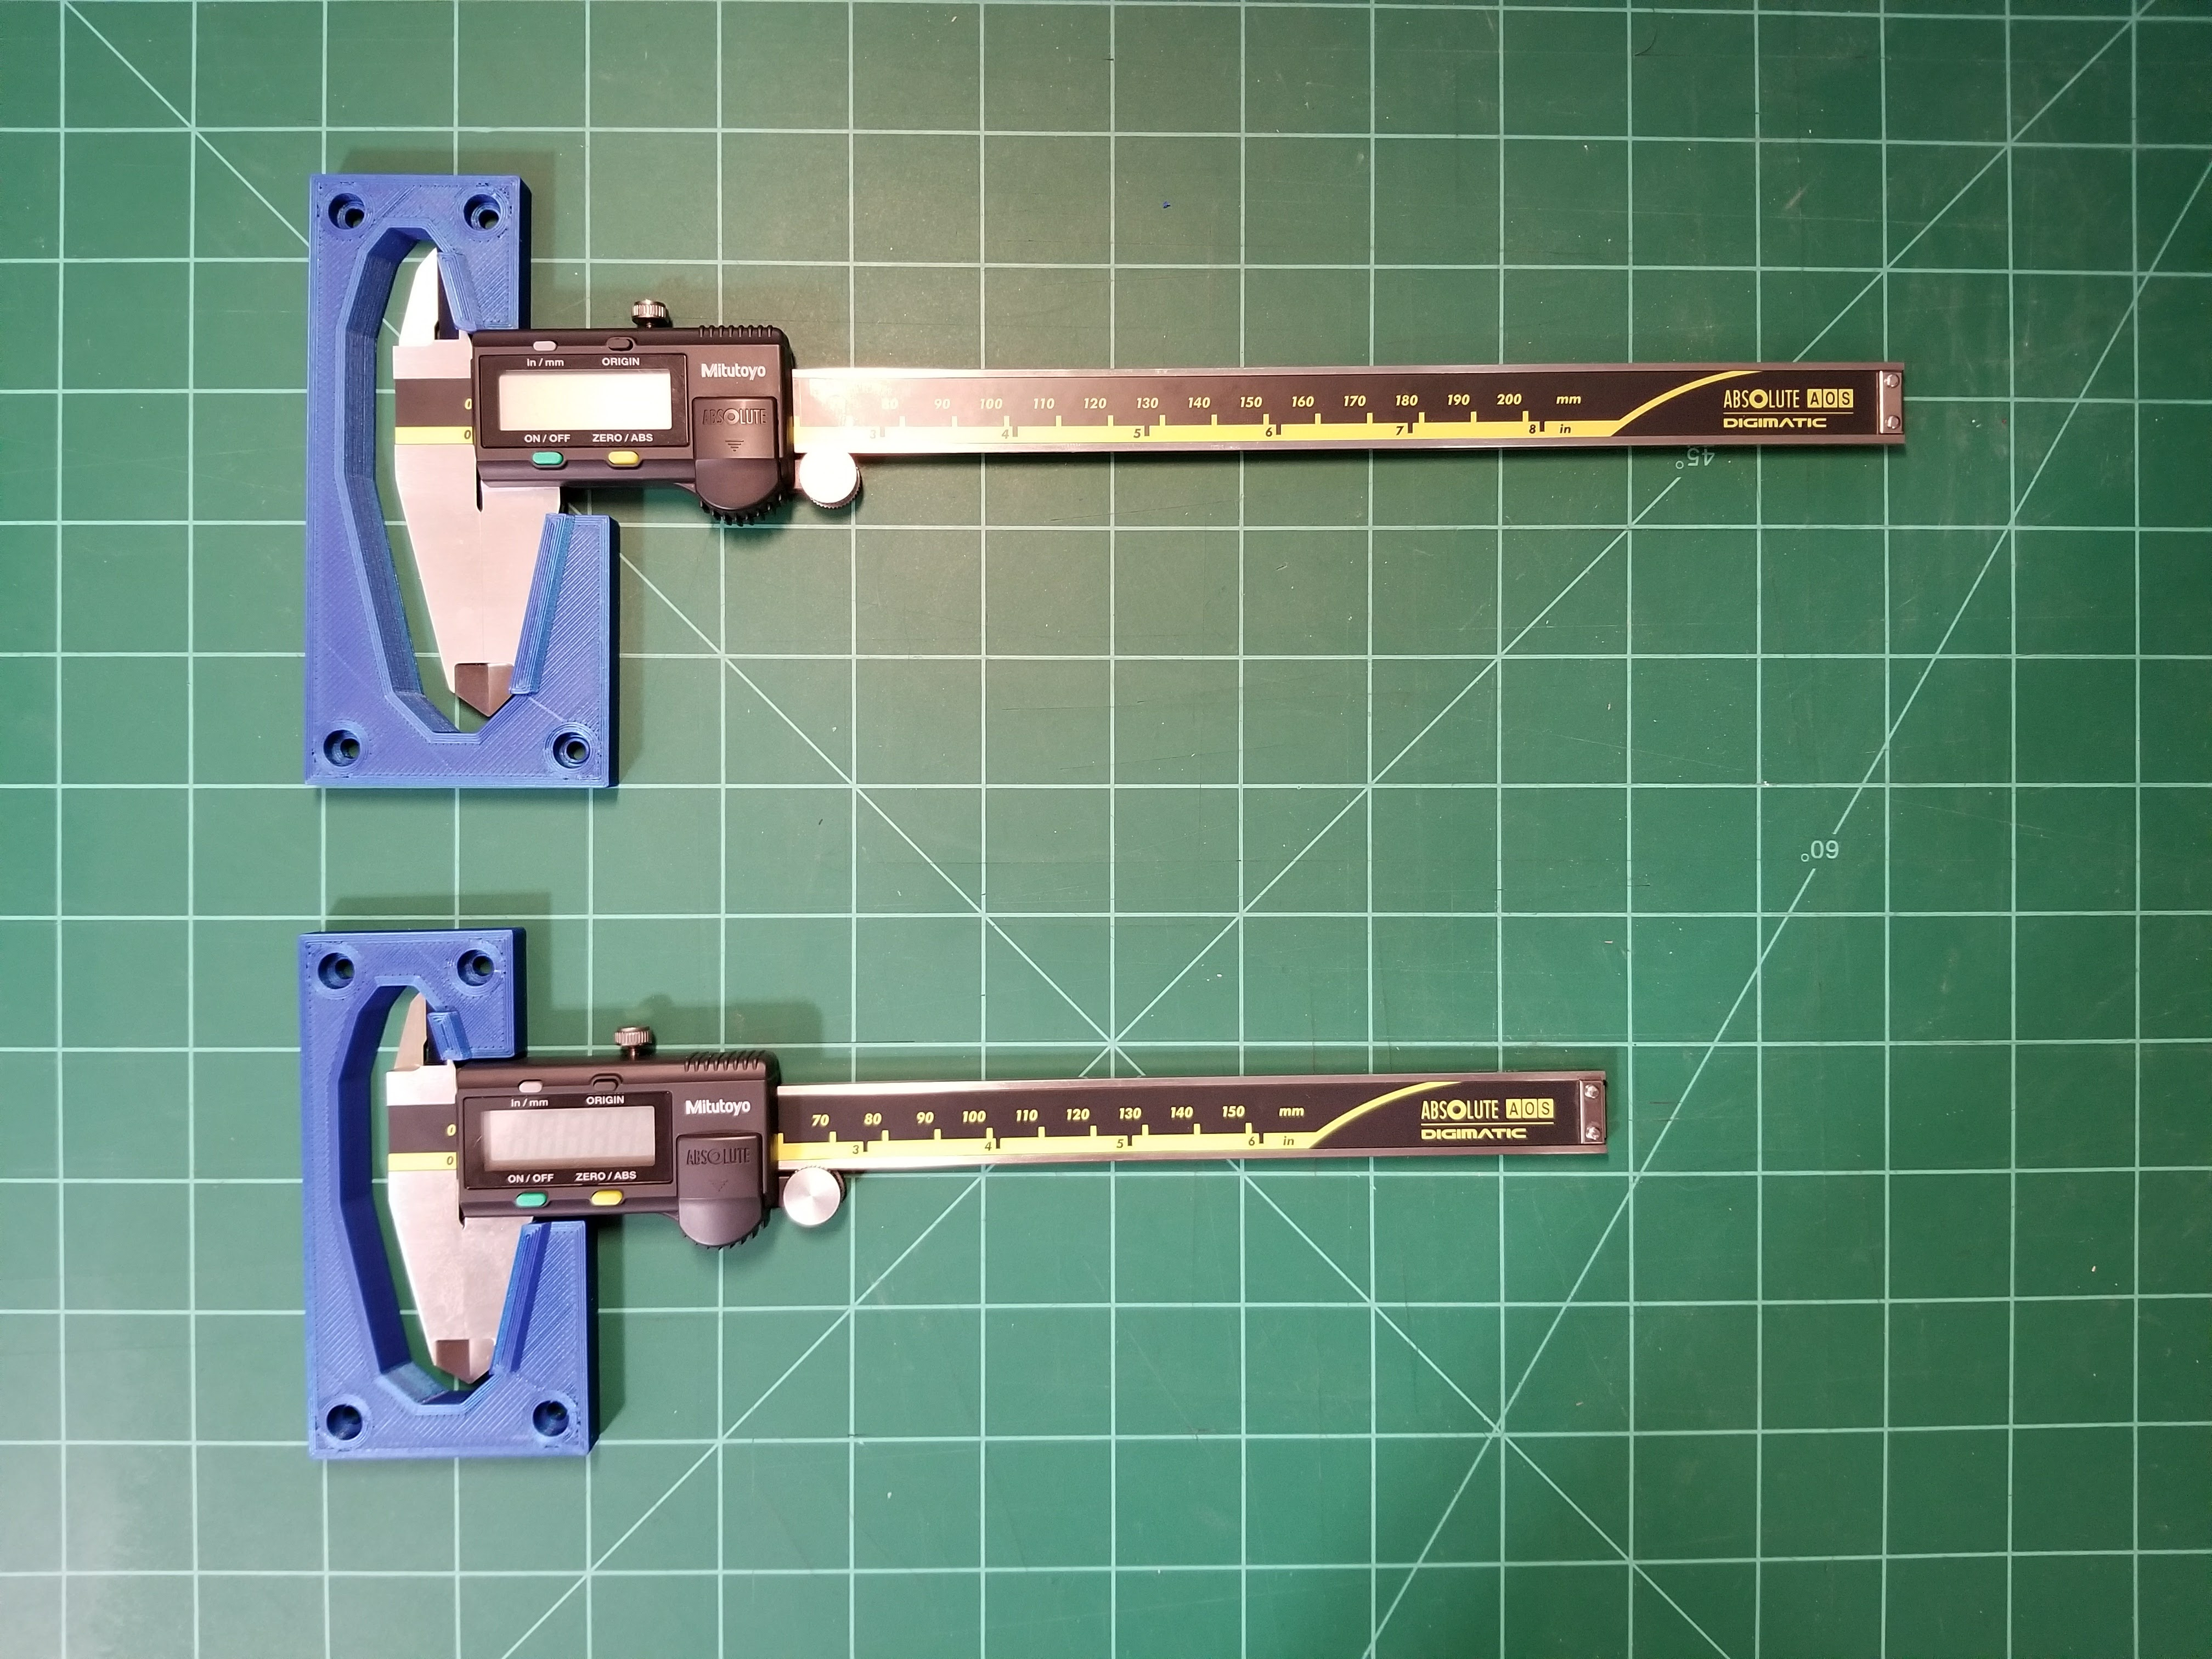 in / mm ORIGIN
Mitutoyo
ABSOLUTE
ON / OFF ZERO / ABS
0
0
80 90 100 110 120 130 140 150 160 170 180 190 200 mm
3 4 5 6 7 8 in
ABSOLUTE AOS
DIGIMATIC
45°
60°
in / mm ORIGIN
Mitutoyo
ABSOLUTE
ON / OFF ZERO / ABS
0
0
70 80 90 100 110 120 130 140 150 mm
3 4 5 6 in
ABSOLUTE AOS
DIGIMATIC